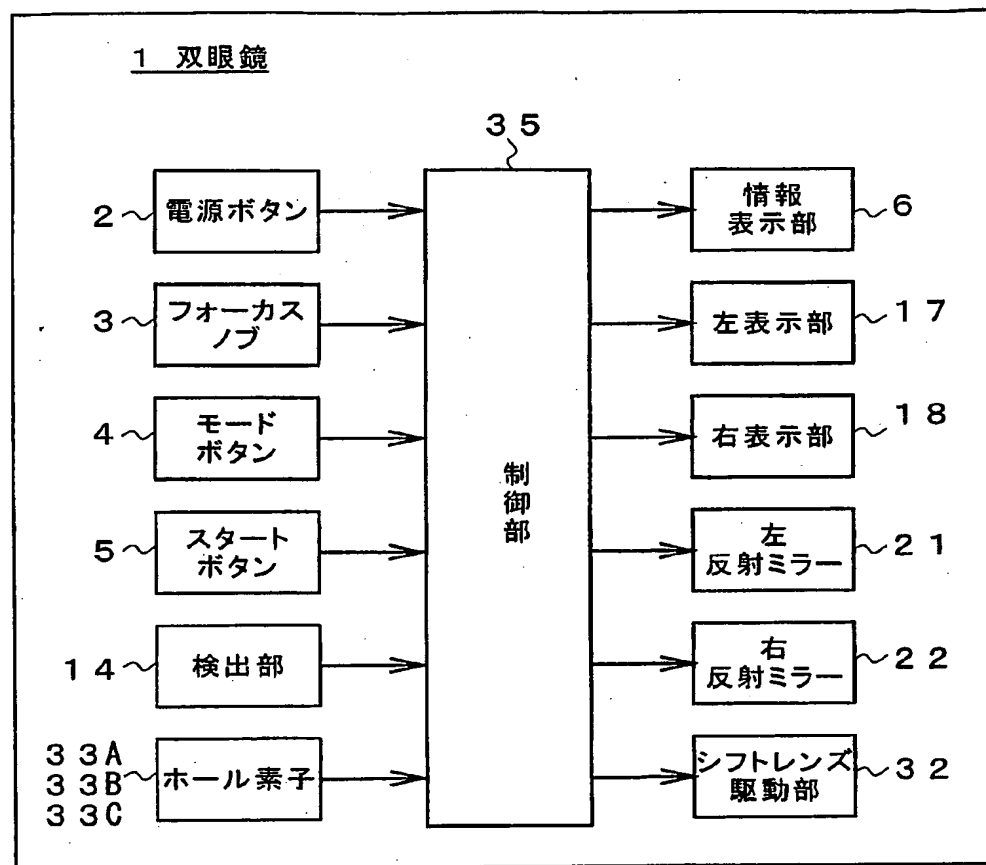 １ 双眼鏡
３５
２
電源ボタン
３
フォーカス
ノブ
４
モード
ボタン
５
スタート
ボタン
１４
検出部
３３A
３３B
３３C
ホール素子
制御部
情報
表示部
６
左表示部
１７
右表示部
１８
左
反射ミラー
２１
右
反射ミラー
２２
シフトレンズ
駆動部
３２